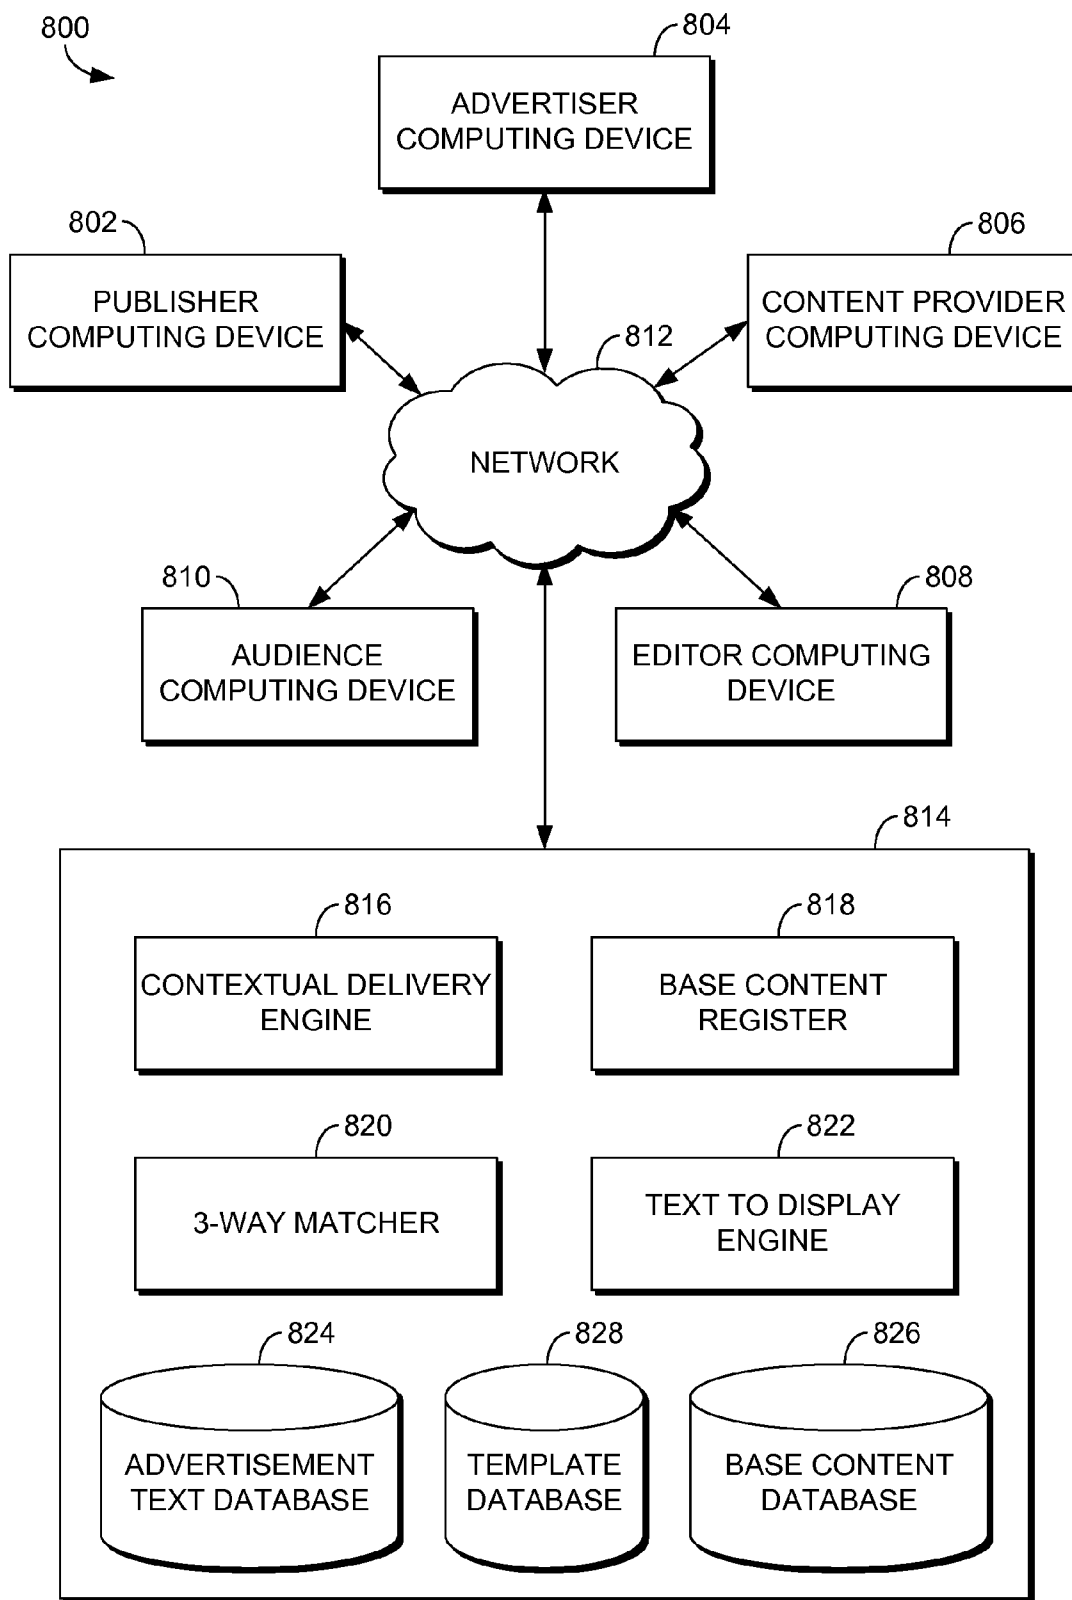 800
804
ADVERTISER
COMPUTING DEVICE
802
PUBLISHER
COMPUTING DEVICE
806
CONTENT PROVIDER
COMPUTING DEVICE
812
NETWORK
810
AUDIENCE
COMPUTING DEVICE
808
EDITOR COMPUTING
DEVICE
814
816
CONTEXTUAL DELIVERY
ENGINE
818
BASE CONTENT
REGISTER
820
3-WAY MATCHER
822
TEXT TO DISPLAY
ENGINE
824
ADVERTISEMENT
TEXT DATABASE
828
TEMPLATE
DATABASE
826
BASE CONTENT
DATABASE